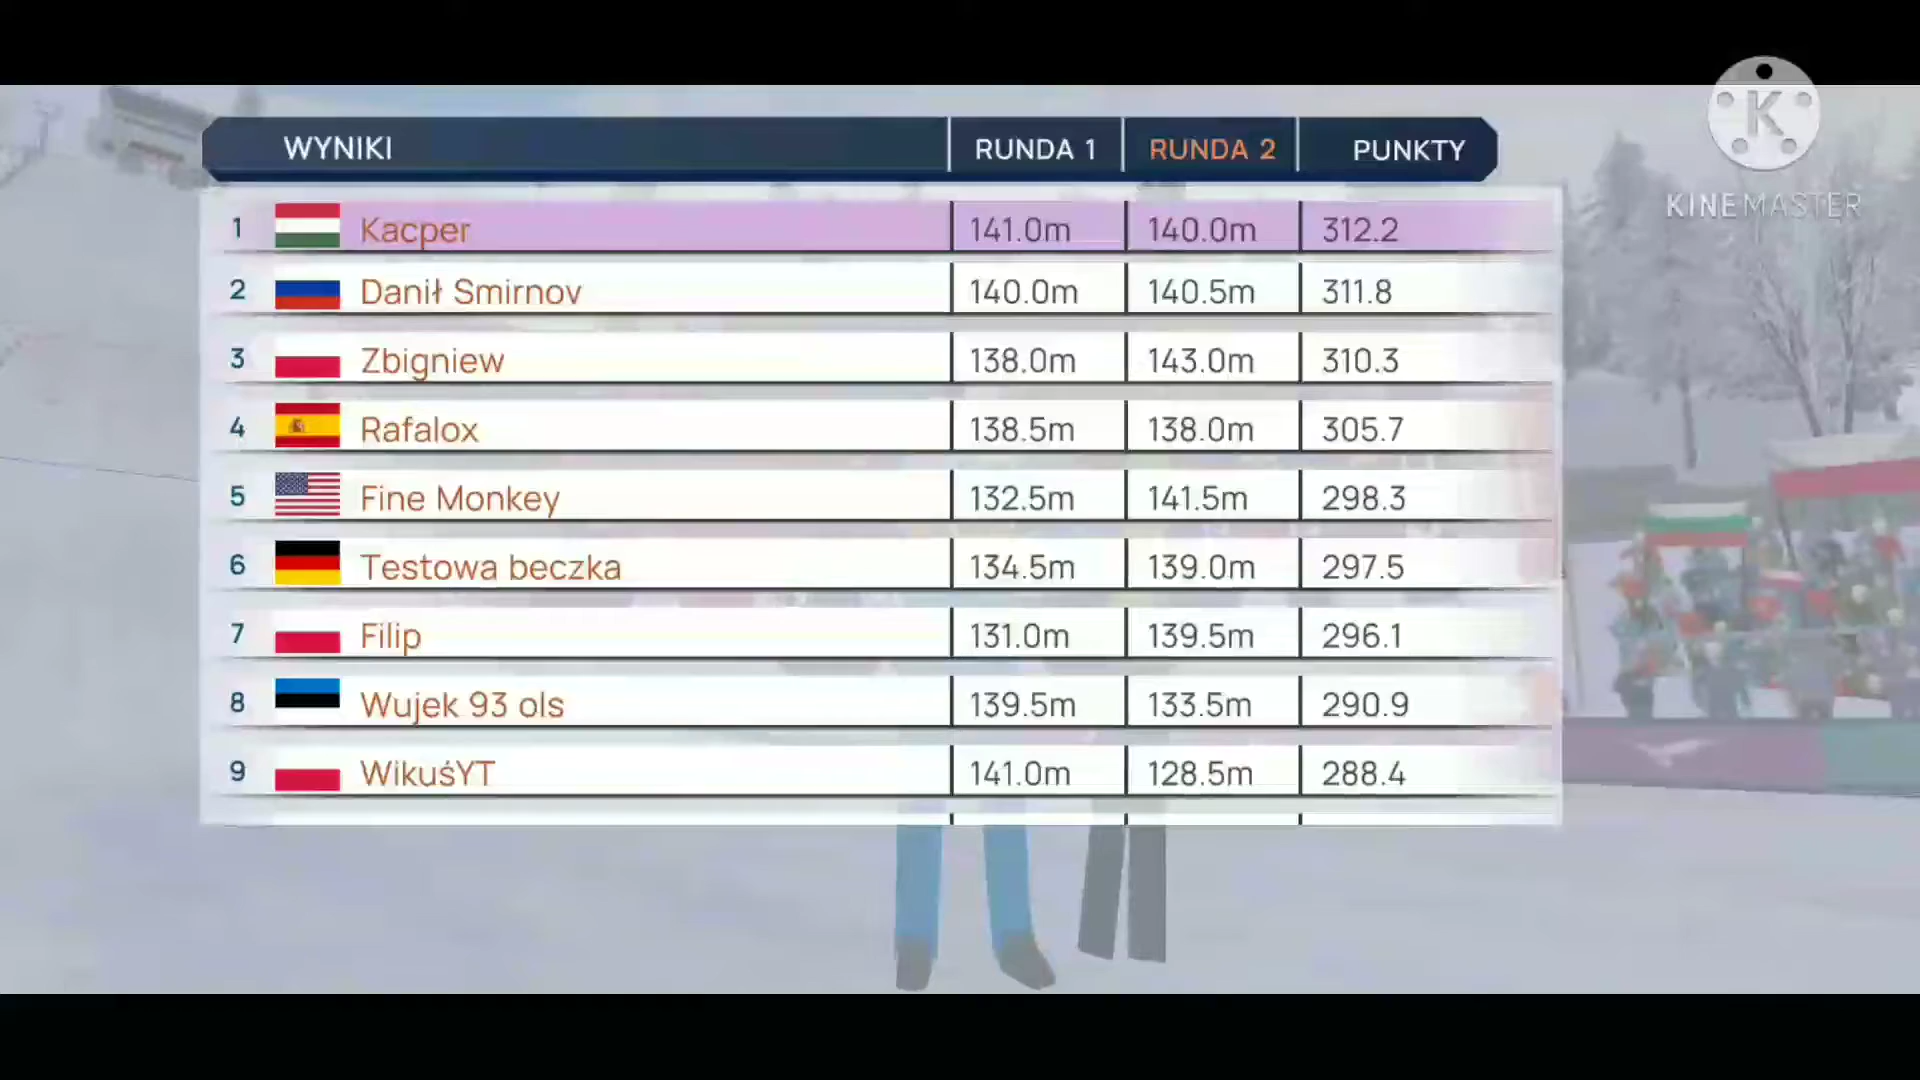 WYNIKI RUNDA 1 RUNDA 2 PUNKTY
1 Kacper 141.0m 140.0m 312.2
2 Danił Smirnov 140.0m 140.5m 311.8
3 Zbigniew 138.0m 143.0m 310.3
4 Rafalox 138.5m 138.0m 305.7
5 Fine Monkey 132.5m 141.5m 298.3
6 Testowa beczka 134.5m 139.0m 297.5
7 Filip 131.0m 139.5m 296.1
8 Wujek 93 ols 139.5m 133.5m 290.9
9 WikuśYT 141.0m 128.5m 288.4
K
KINEMASTER